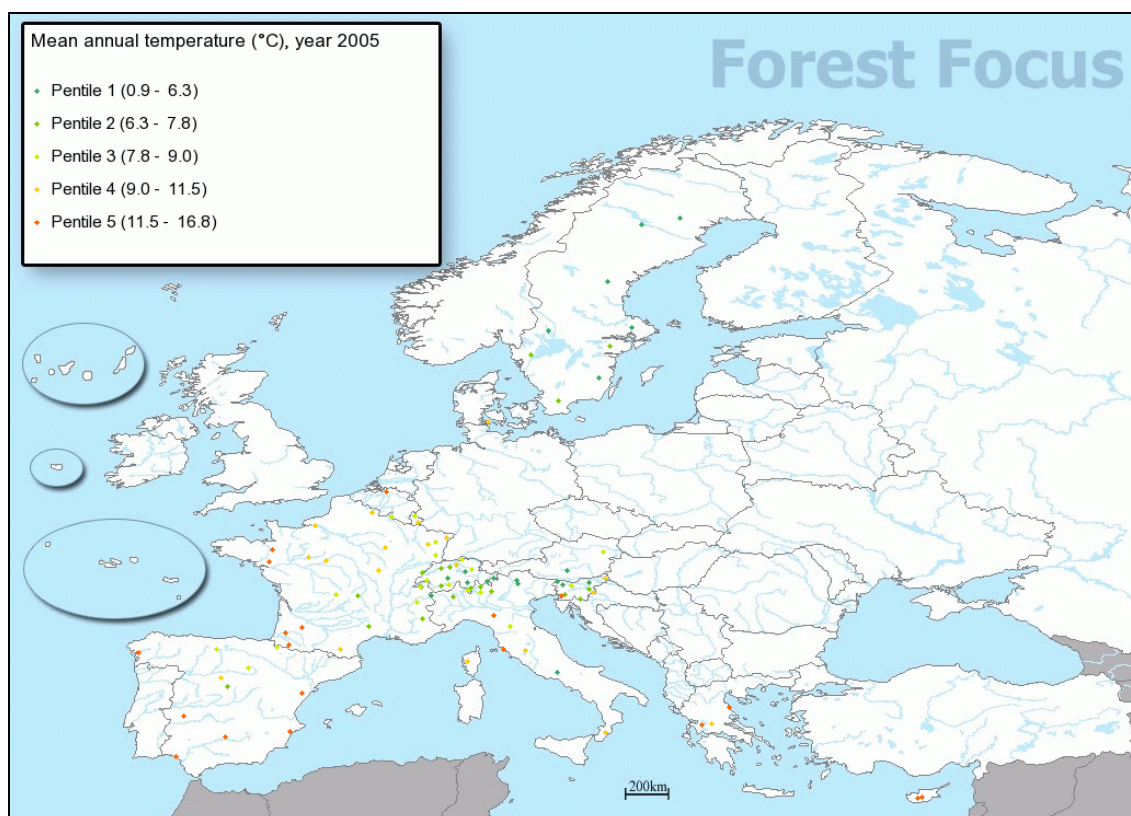 Mean annual temperature (°C), year 2005
Forest Focus
Pentile 1 (0.9 - 6.3)
Pentile 2 (6.3 - 7.8)
Pentile 3 (7.8 - 9.0)
Pentile 4 (9.0 - 11.5)
Pentile 5 (11.5 - 16.8)
200km